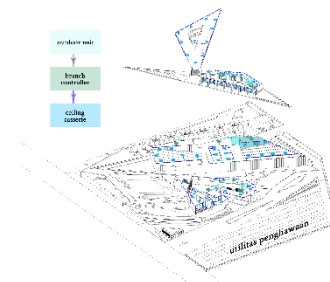 outdoor unit
branch
controller
ceiling
cassette
utilitas penghawaan